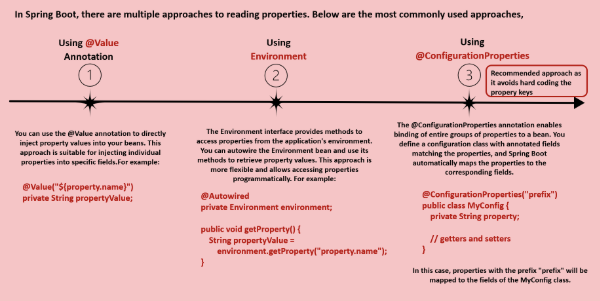 In Spring Boot, there are multiple approaches to reading properties. Below are the most commonly used approaches,
Using @Value
Annotation
1
You can use the @Value annotation to directly
inject property values into your beans. This
approach is suitable for injecting individual
properties into specific fields.For example:
@Value("${property.name}")
private String propertyValue;
Using
Environment
2
The Environment interface provides methods to
access properties from the application's environment.
You can autowire the Environment bean and use its
methods to retrieve property values. This approach is
more flexible and allows accessing properties
programmatically. For example:
@Autowired
private Environment environment;
public void getProperty() {
String propertyValue =
environment.getProperty("property.name");
}
Using
@ConfigurationProperties
3
Recommended approach as
it avoids hard coding the
propery keys
The @ConfigurationProperties annotation enables
binding of entire groups of properties to a bean. You
define a configuration class with annotated fields
matching the properties, and Spring Boot
automatically maps the properties to the
corresponding fields.
@ConfigurationProperties("prefix")
public class MyConfig {
private String property;
// getters and setters
}
In this case, properties with the prefix "prefix" will be
mapped to the fields of the MyConfig class.